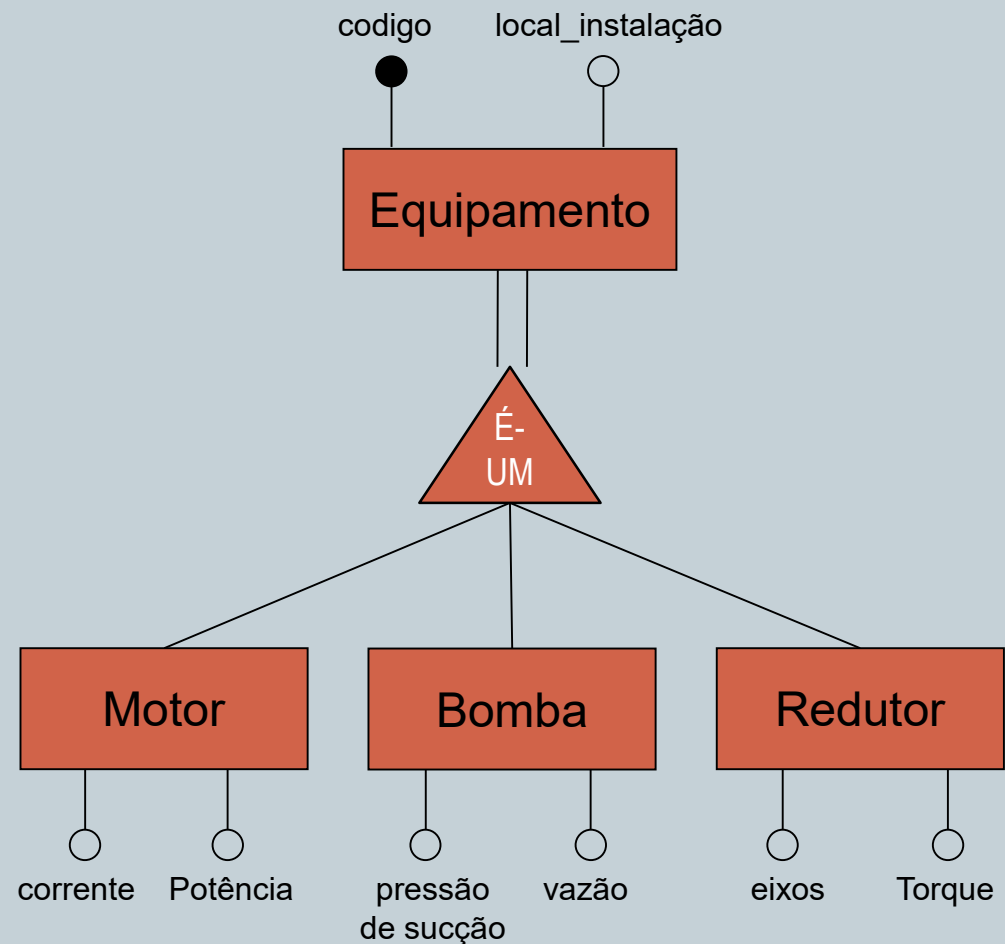 codigo
local_instalação
Equipamento
É-
UM
Motor
Bomba
Redutor
corrente
Potência
pressão
de sucção
vazão
eixos
Torque